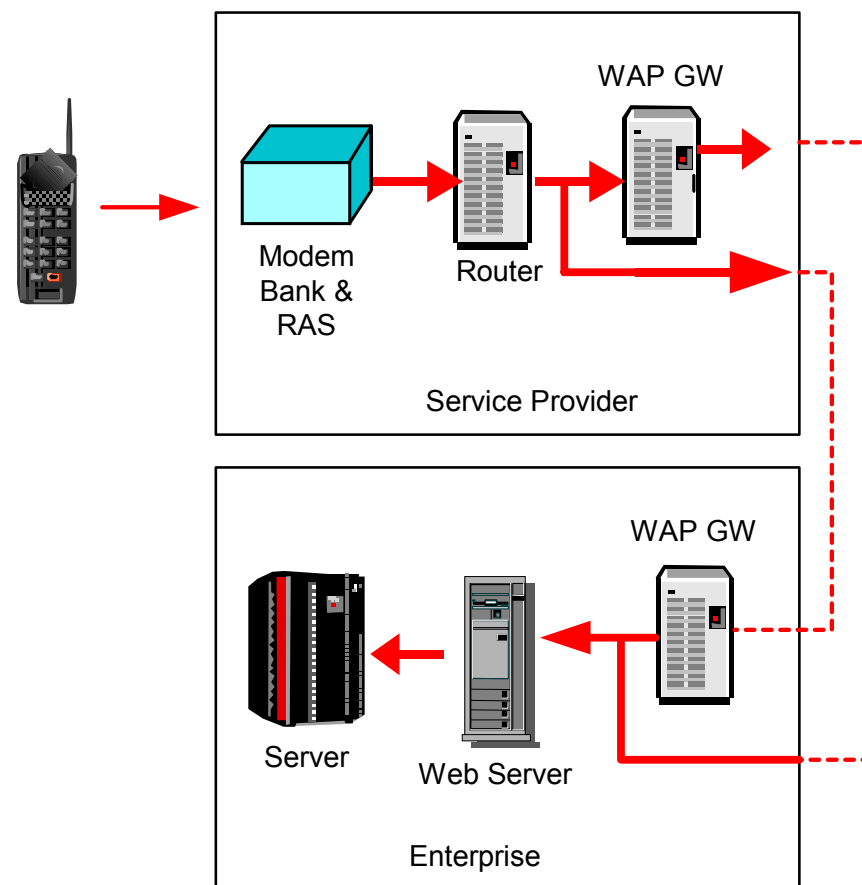 WAP GW
Modem
Bank &
RAS
Router
Service Provider
WAP GW
Server
Web Server
Enterprise